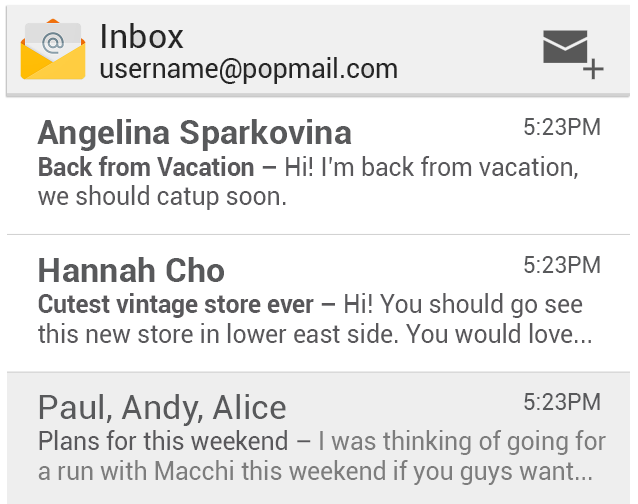 Inbox
username@popmail.com
Angelina Sparkovina 5:23PM
Back from Vacation – Hi! I'm back from vacation,
we should catup soon.
Hannah Cho 5:23PM
Cutest vintage store ever – Hi! You should go see
this new store in lower east side. You would love...
Paul, Andy, Alice 5:23PM
Plans for this weekend – I was thinking of going for
a run with Macchi this weekend if you guys want...